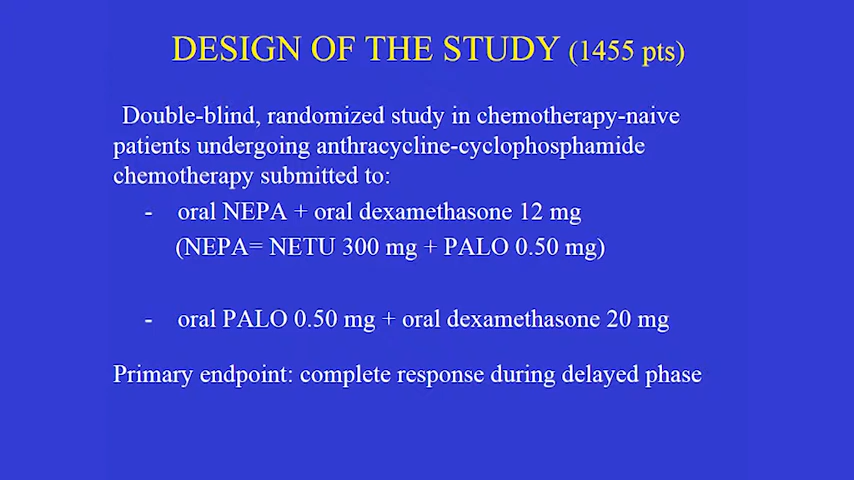 DESIGN OF THE STUDY (1455 pts)
Double-blind, randomized study in chemotherapy-naive
patients undergoing anthracycline-cyclophosphamide
chemotherapy submitted to:
- oral NEPA + oral dexamethasone 12 mg
(NEPA= NETU 300 mg + PALO 0.50 mg)
- oral PALO 0.50 mg + oral dexamethasone 20 mg
Primary endpoint: complete response during delayed phase